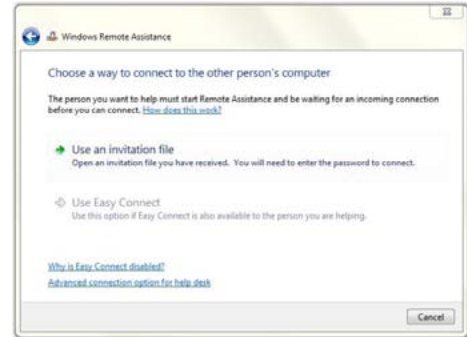 Windows Remote Assistance
Choose a way to connect to the other person's computer
The person you want to help must start Remote Assistance and be waiting for an incoming connection
before you can connect. How does this work?
Use an invitation file
Open an invitation file you have received. You will need to enter the password to connect.
Use Easy Connect
Use this option if Easy Connect is also available to the person you are helping.
Why is Easy Connect disabled?
Advanced connection option for help desk
Cancel